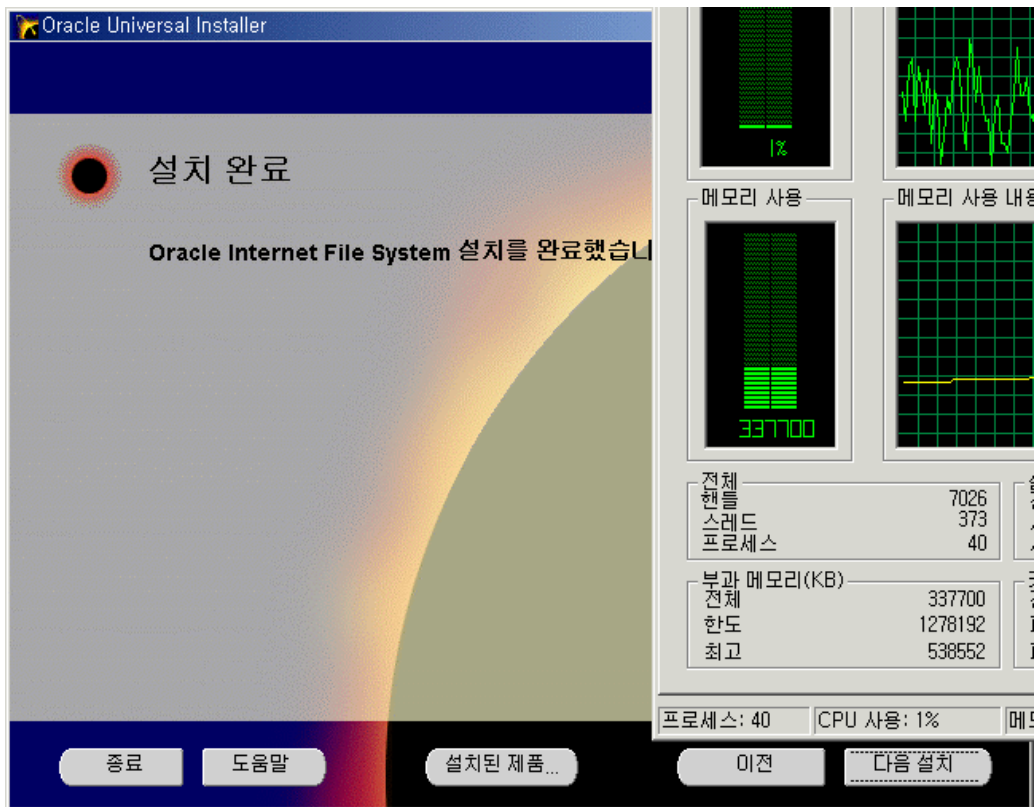 Oracle Universal Installer
설치 완료
Oracle Internet File System 설치를 완료했습니
종료
도움말
설치된 제품...
이전
다음 설치
1%
메모리 사용
메모리 사용 내용
337700
전체
핸들 7026
스레드 373
프로세스 40
부과 메모리(KB)
전체 337700
한도 1278192
최고 538552
프로세스: 40
CPU 사용: 1%